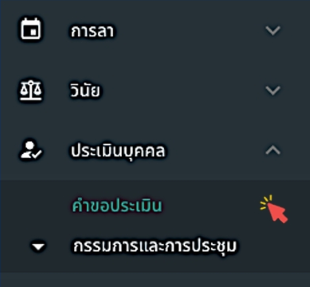 การลา
วินัย
ประเมินบุคคล
คำขอประเมิน
กรรมการและการประชุม